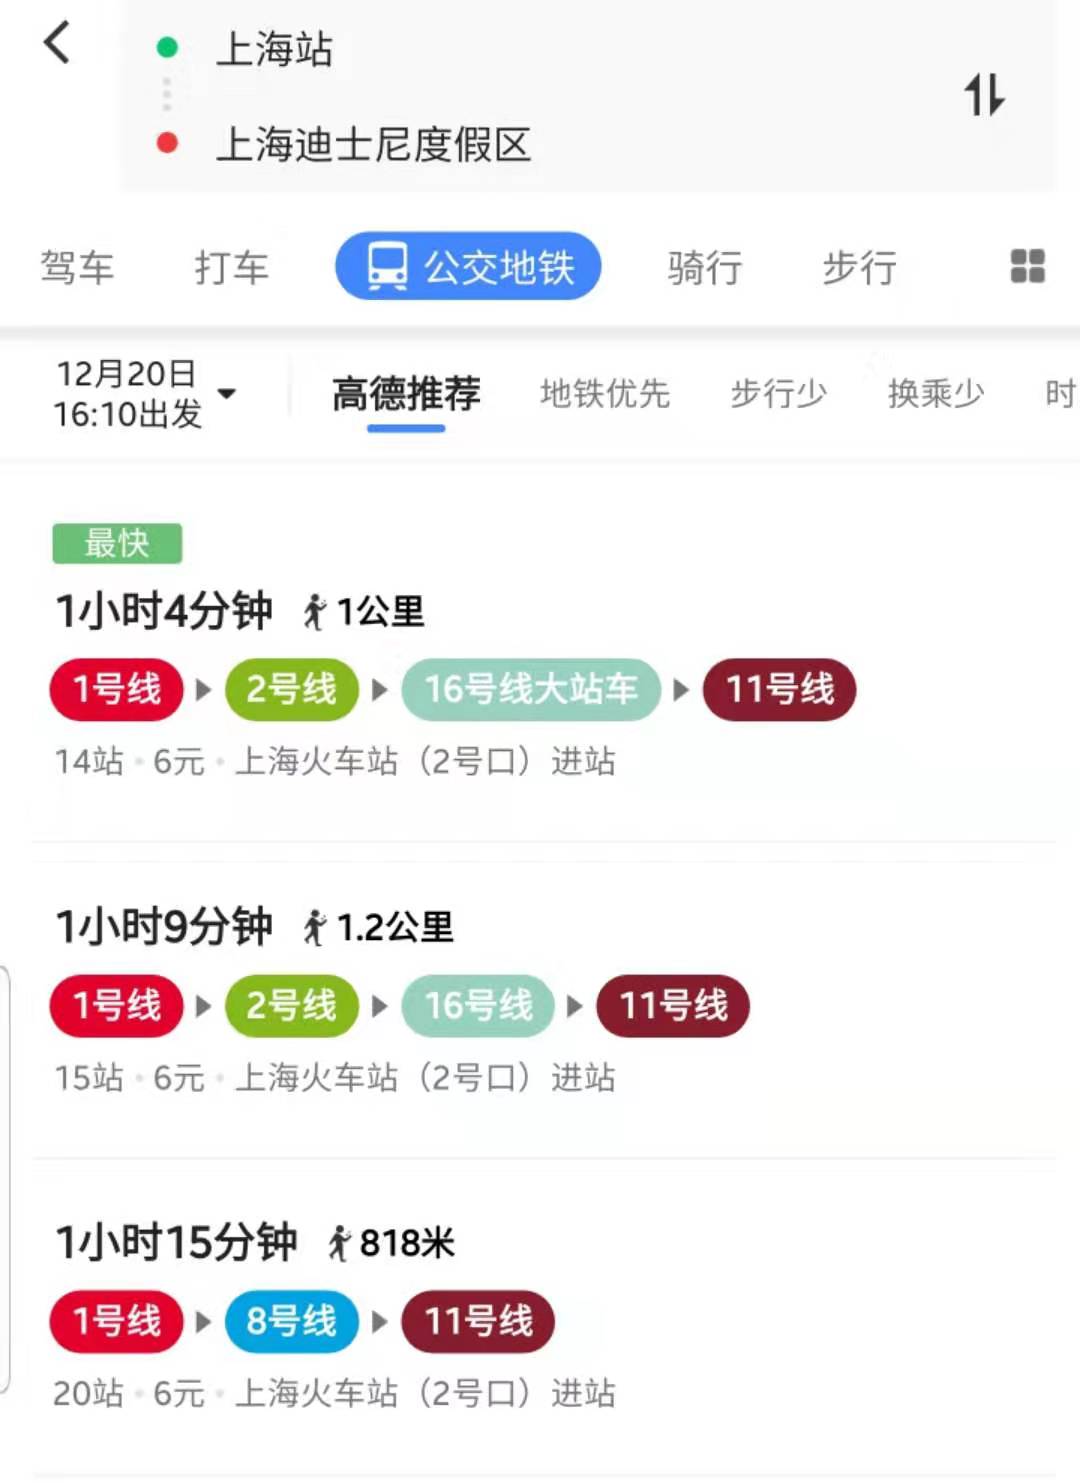 上海站
上海迪士尼度假区
驾车 打车 公交地铁 骑行 步行
12月20日
16:10出发
高德推荐 地铁优先 步行少 换乘少 时
最快
1小时4分钟 1公里
1号线 2号线 16号线大站车 11号线
14站·6元·上海火车站（2号口）进站
1小时9分钟 1.2公里
1号线 2号线 16号线 11号线
15站·6元·上海火车站（2号口）进站
1小时15分钟 818米
1号线 8号线 11号线
20站·6元·上海火车站（2号口）进站